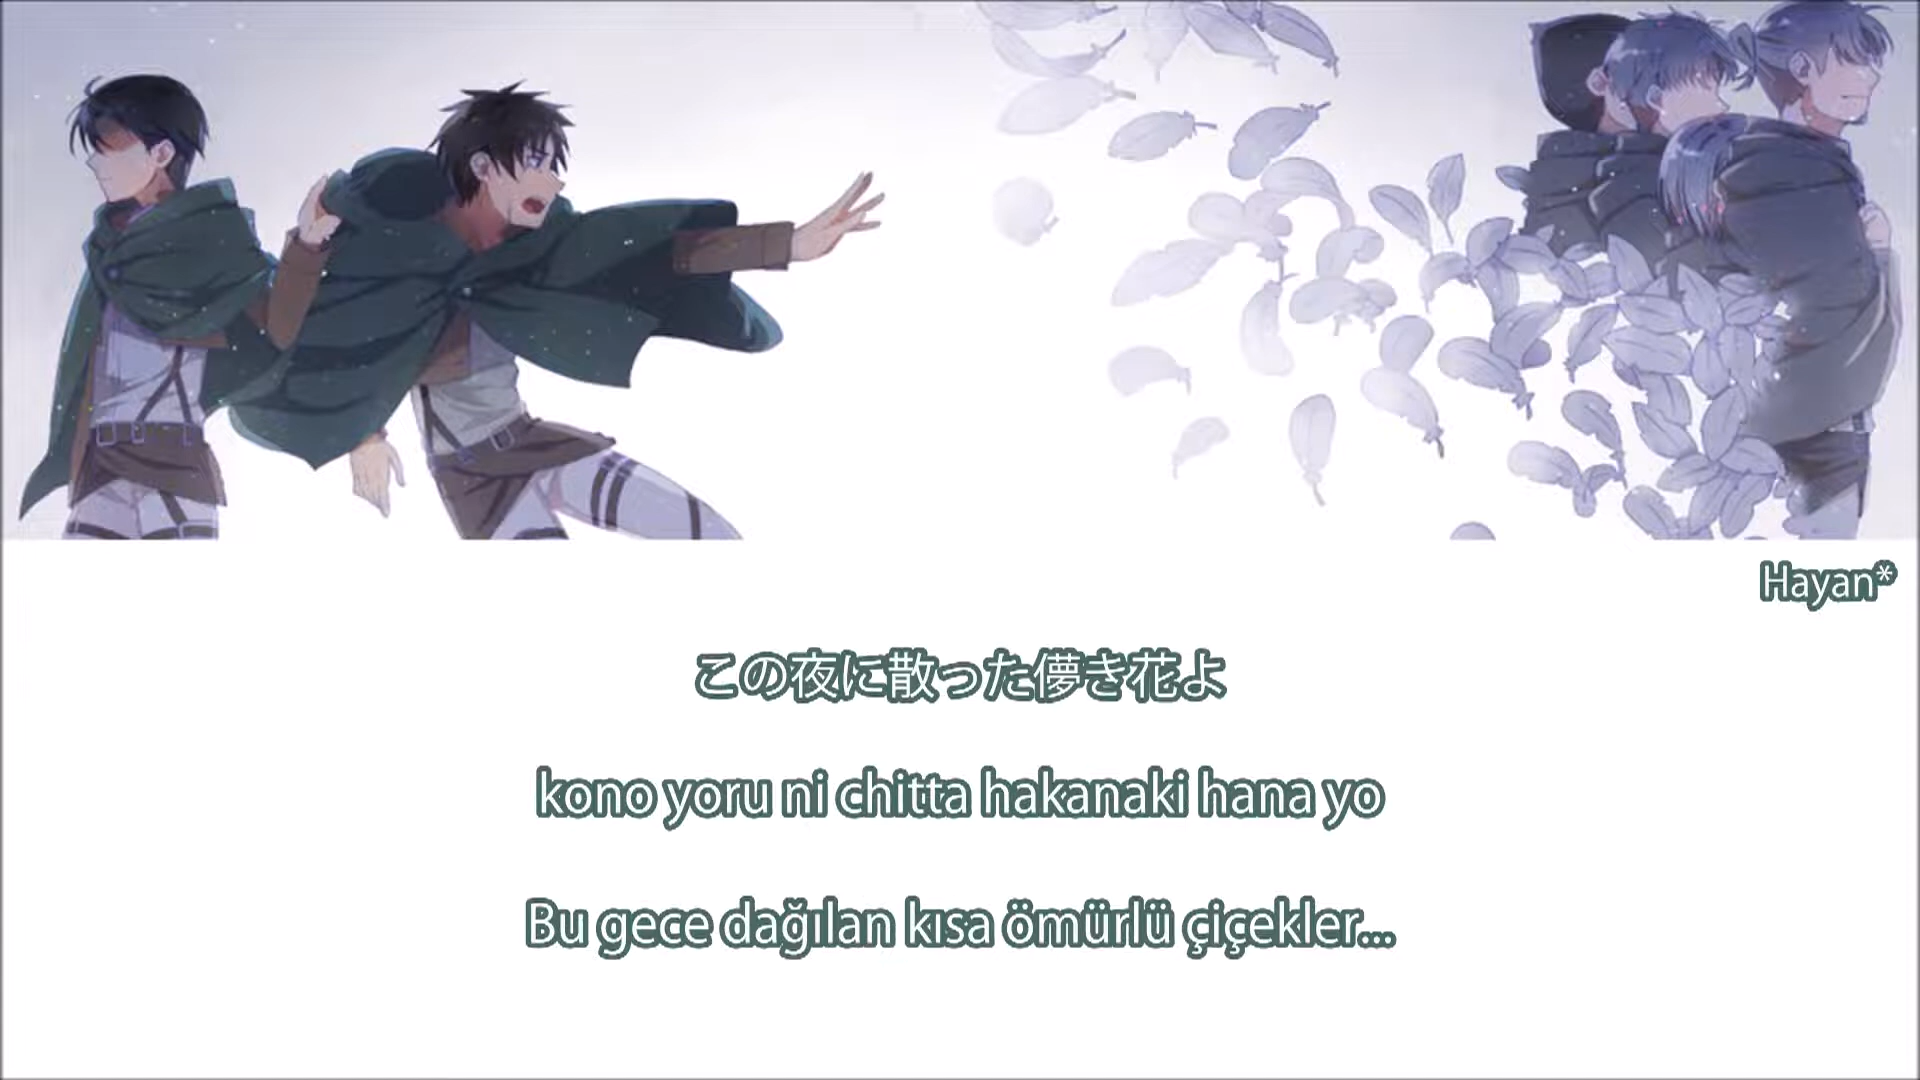 Hayan*
この夜に散った儚き花よ
kono yoru ni chitta hakanaki hana yo
Bu gece dağılan kısa ömürlü çiçekler...